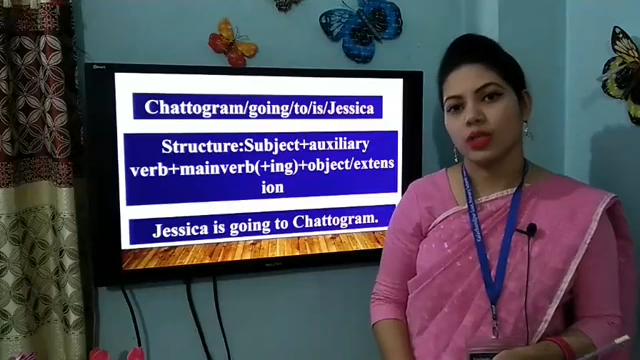 Chattogram/going/to/is/Jessica
Structure:Subject+auxiliary
verb+mainverb(+ing)+object/extens
ion
Jessica is going to Chattogram.